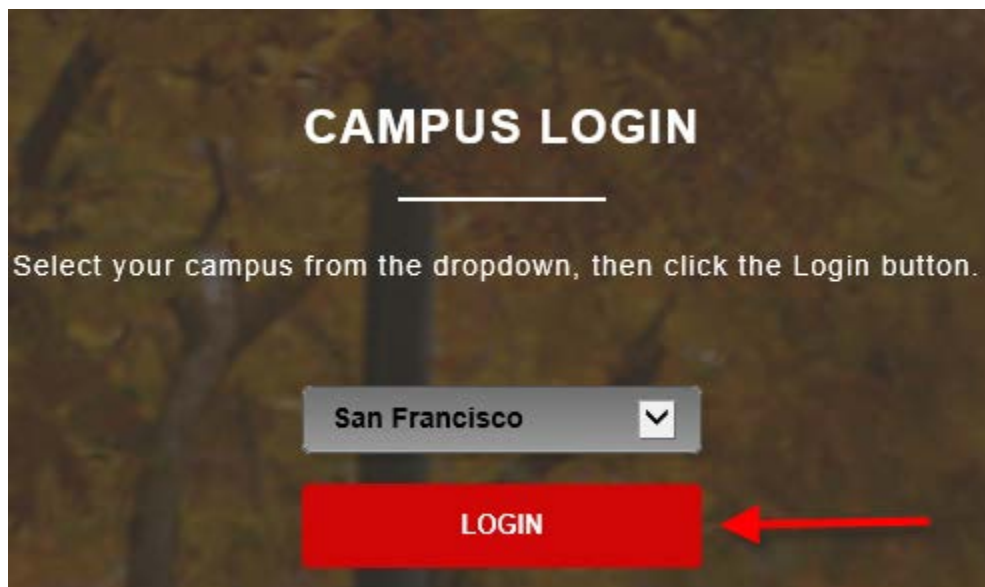 CAMPUS LOGIN
Select your campus from the dropdown, then click the Login button.
San Francisco
LOGIN